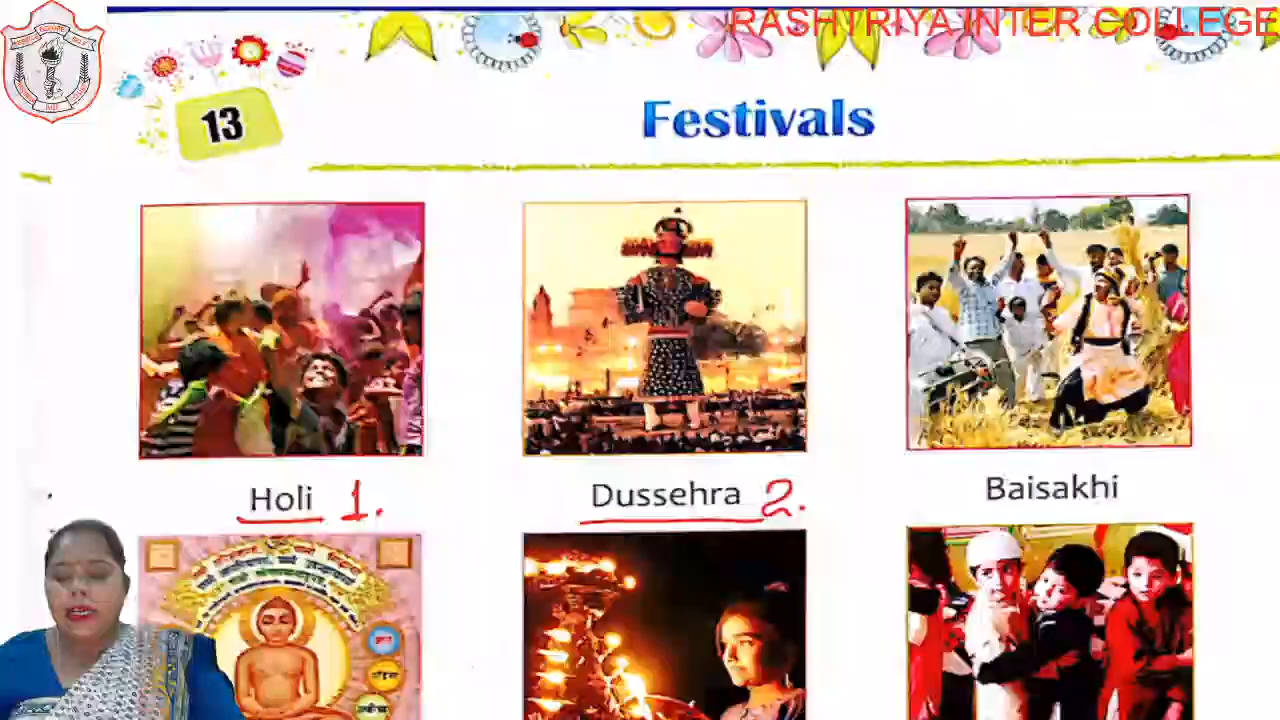 RASHTRIYA INTER COLLEGE
13
Festivals
Holi 1.
Dussehra 2.
Baisakhi